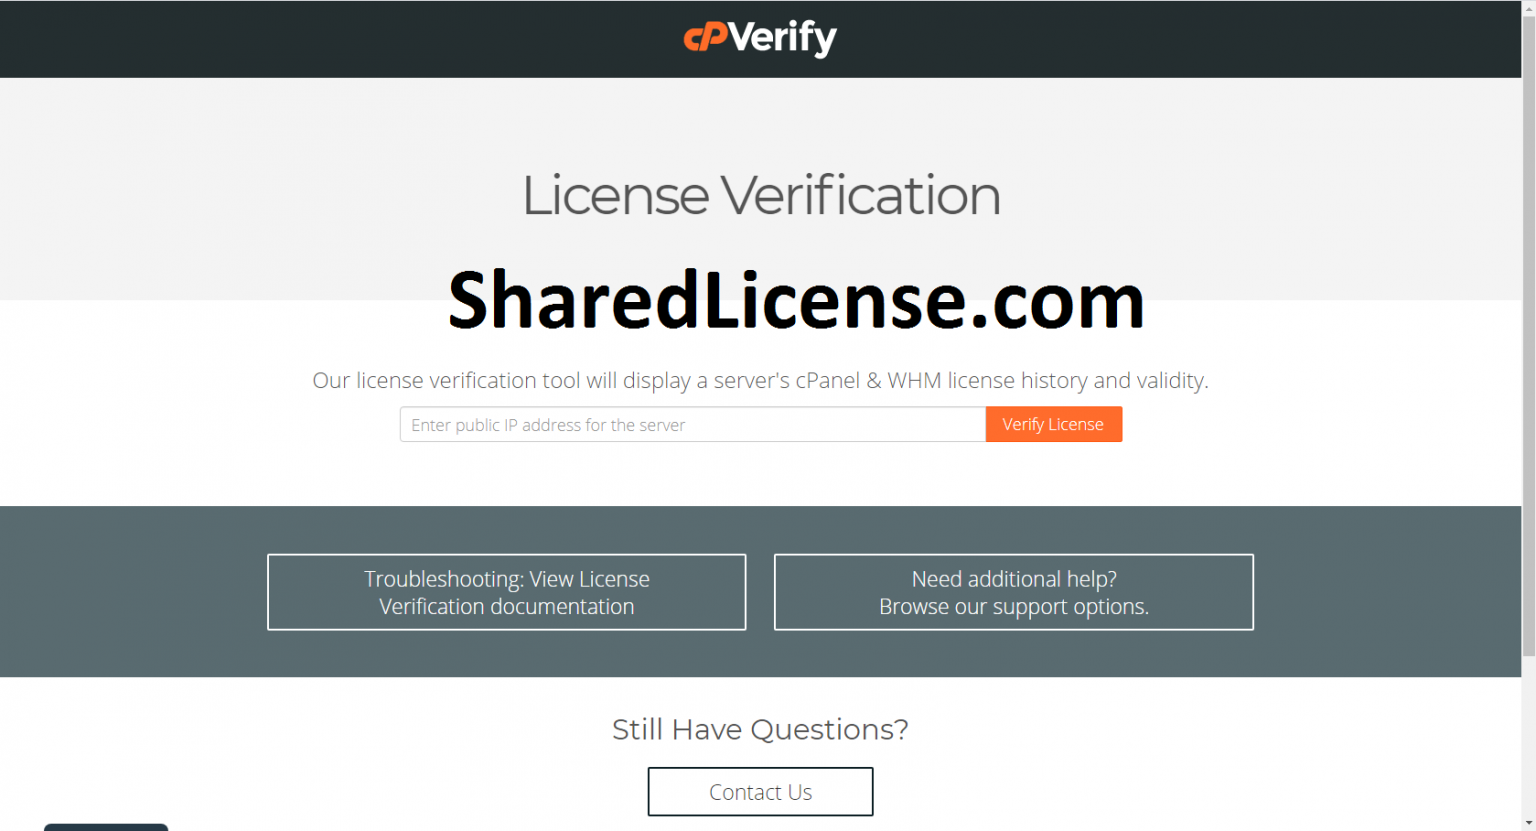 cPVerify
License Verification
SharedLicense.com
Our license verification tool will display a server's cPanel & WHM license history and validity.
Enter public IP address for the server
Verify License
Troubleshooting: View License
Verification documentation
Need additional help?
Browse our support options.
Still Have Questions?
Contact Us